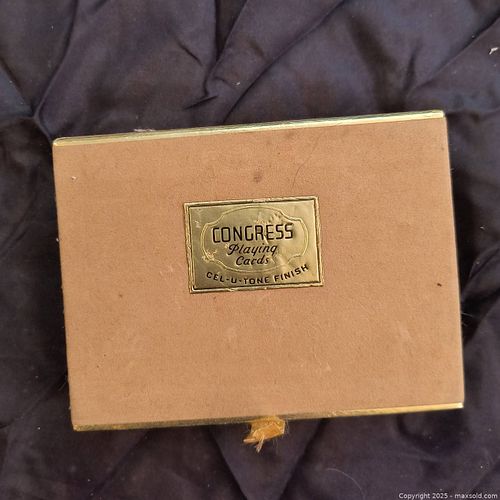 CONGRESS
Playing
Cards
CEL-U-TONE FINISH
Copyright 2025 - maxsold.com